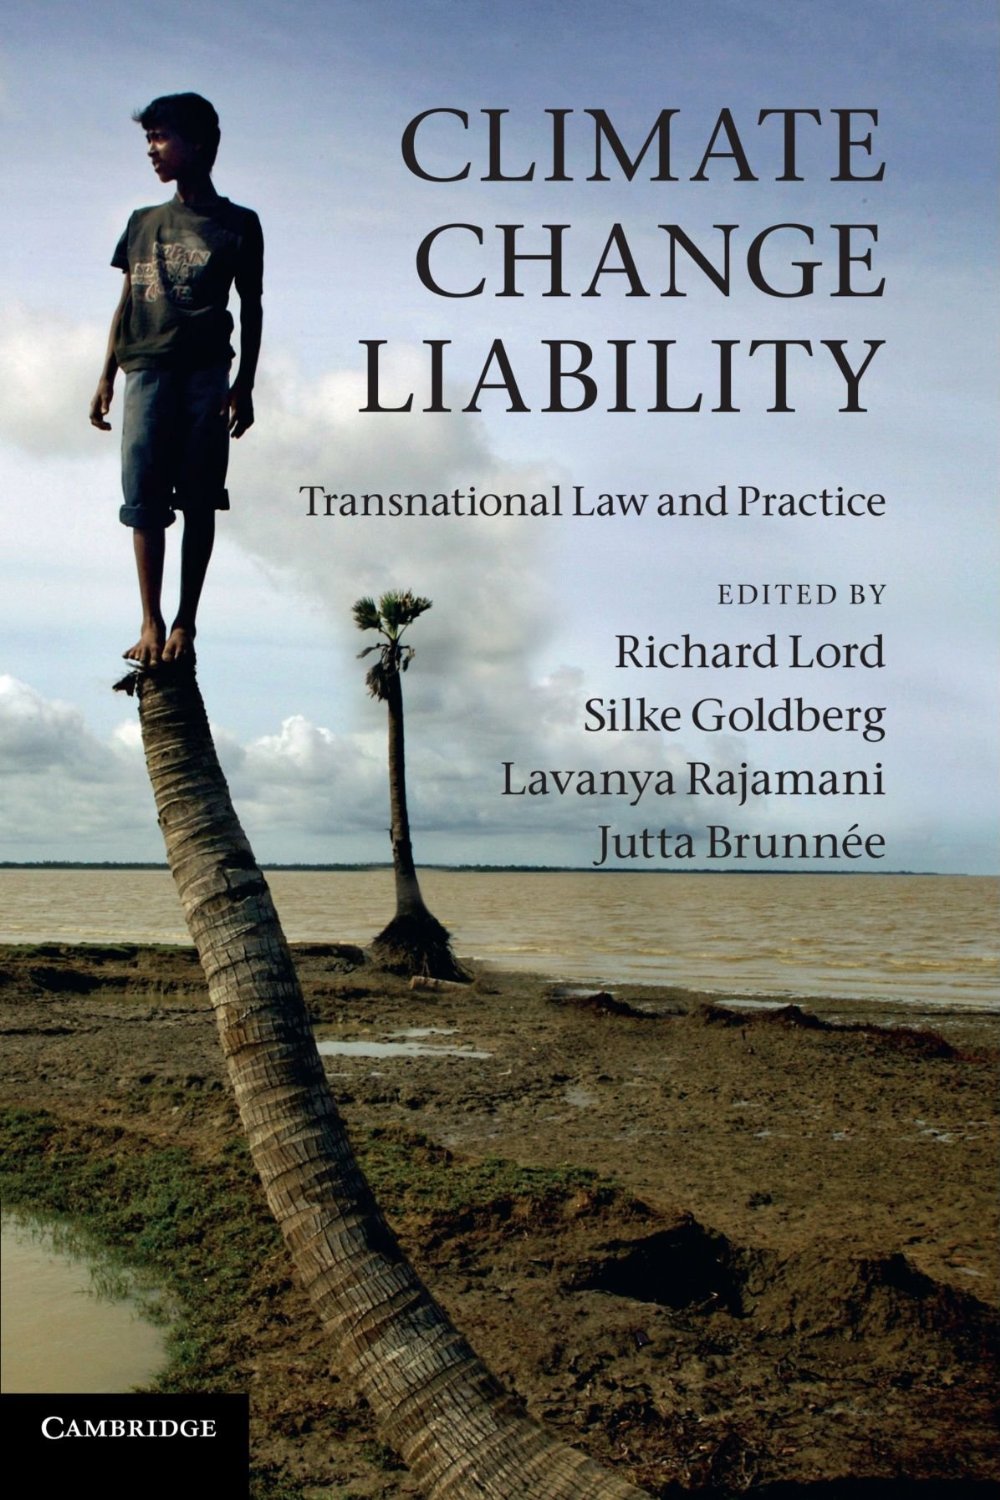 CLIMATE
CHANGE
LIABILITY
Transnational Law and Practice
EDITED BY
Richard Lord
Silke Goldberg
Lavanya Rajamani
Jutta Brunnée
CAMBRIDGE